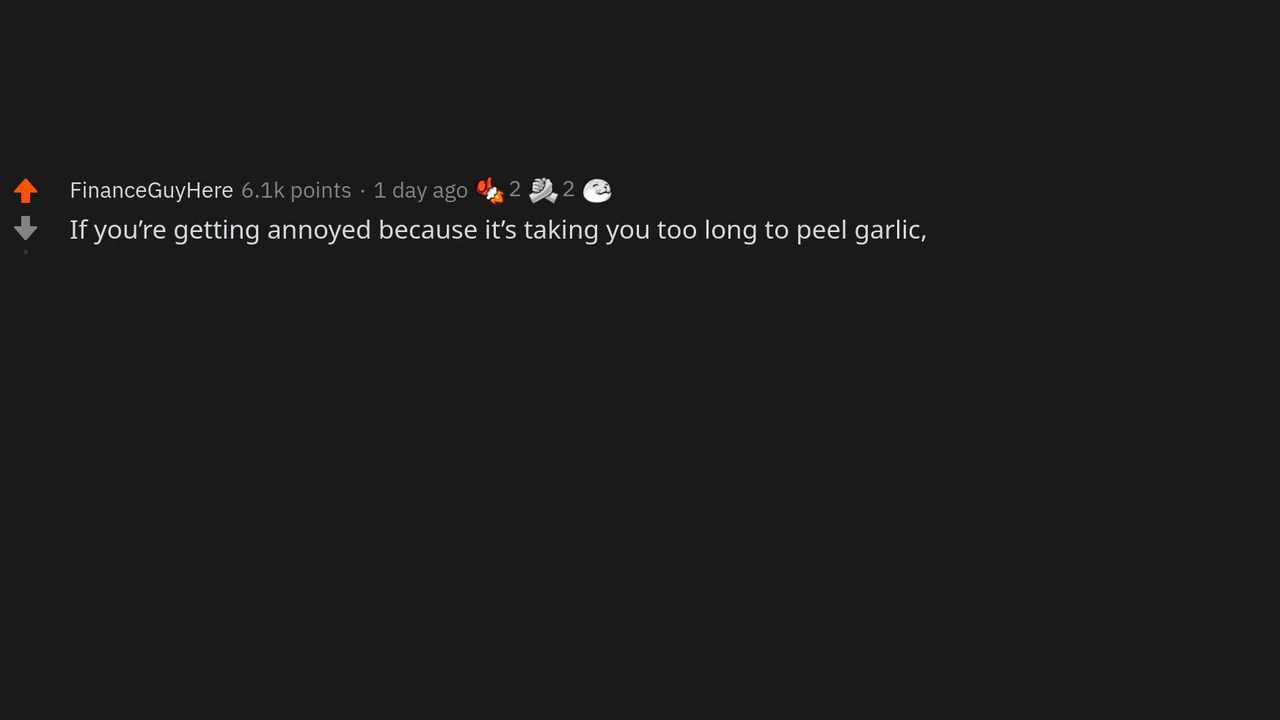 FinanceGuyHere 6.1k points · 1 day ago 2 2
If you’re getting annoyed because it’s taking you too long to peel garlic,